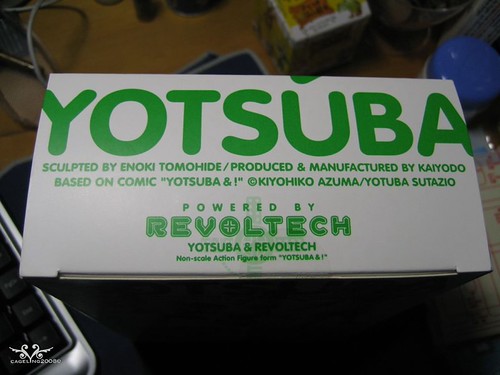 YOTSUBA
SCULPTED BY ENOKI TOMOHIDE/PRODUCED & MANUFACTURED BY KAIYODO
BASED ON COMIC "YOTSUBA & !" ©KIYOHIKO AZUMA/YOTUBA SUTAZIO
POWERED BY
REVOLTECH
YOTSUBA & REVOLTECH
Non-scale Action Figure form "YOTSUBA & !"